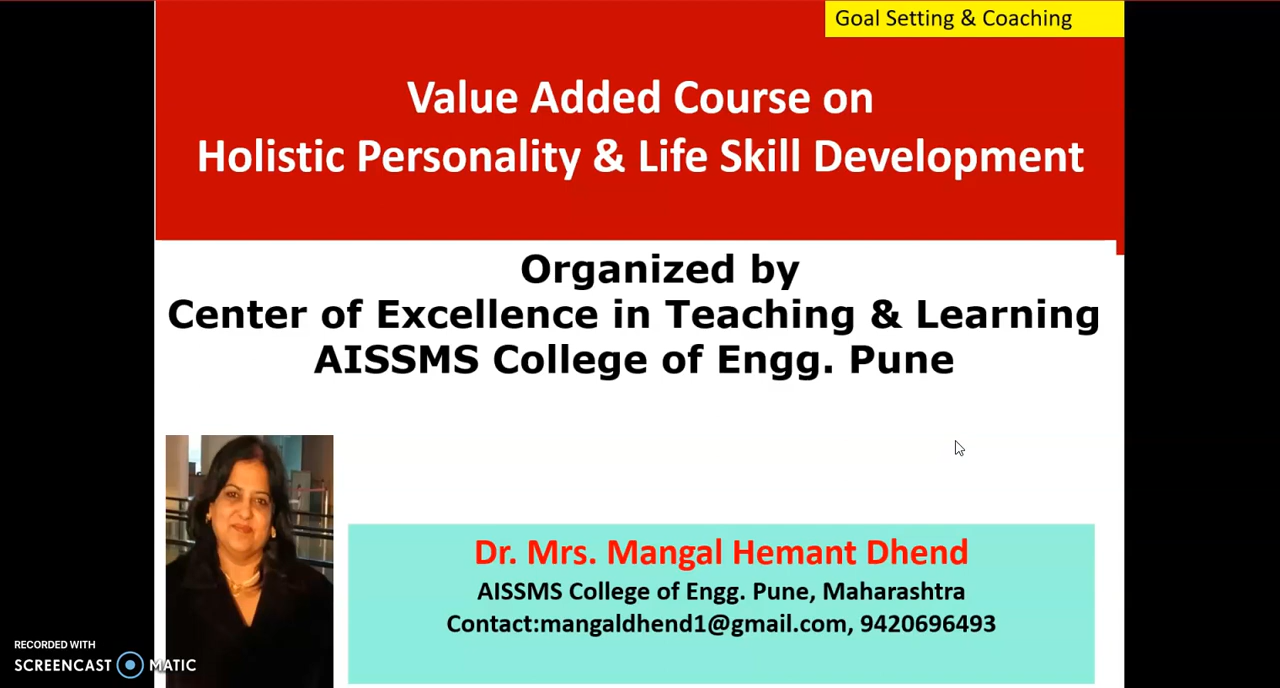 Goal Setting & Coaching
Value Added Course on
Holistic Personality & Life Skill Development
Organized by
Center of Excellence in Teaching & Learning
AISSMS College of Engg. Pune
Dr. Mrs. Mangal Hemant Dhend
AISSMS College of Engg. Pune, Maharashtra
Contact:mangaldhend1@gmail.com, 9420696493
RECORDED WITH
SCREENCAST MATIC